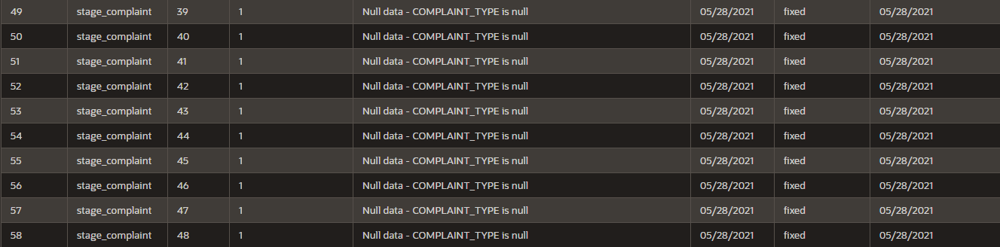 49 stage_complaint 39 1 Null data - COMPLAINT_TYPE is null 05/28/2021 fixed 05/28/2021
50 stage_complaint 40 1 Null data - COMPLAINT_TYPE is null 05/28/2021 fixed 05/28/2021
51 stage_complaint 41 1 Null data - COMPLAINT_TYPE is null 05/28/2021 fixed 05/28/2021
52 stage_complaint 42 1 Null data - COMPLAINT_TYPE is null 05/28/2021 fixed 05/28/2021
53 stage_complaint 43 1 Null data - COMPLAINT_TYPE is null 05/28/2021 fixed 05/28/2021
54 stage_complaint 44 1 Null data - COMPLAINT_TYPE is null 05/28/2021 fixed 05/28/2021
55 stage_complaint 45 1 Null data - COMPLAINT_TYPE is null 05/28/2021 fixed 05/28/2021
56 stage_complaint 46 1 Null data - COMPLAINT_TYPE is null 05/28/2021 fixed 05/28/2021
57 stage_complaint 47 1 Null data - COMPLAINT_TYPE is null 05/28/2021 fixed 05/28/2021
58 stage_complaint 48 1 Null data - COMPLAINT_TYPE is null 05/28/2021 fixed 05/28/2021